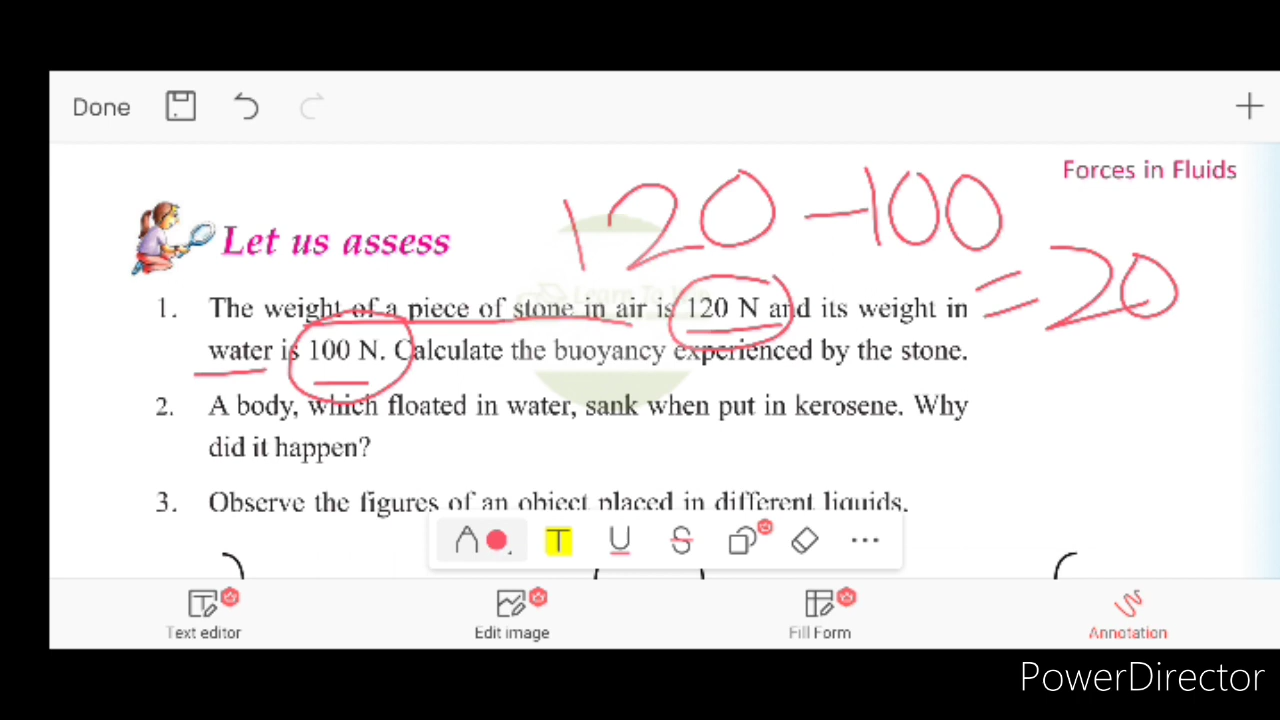 Done
Forces in Fluids
120 - 100
= 20
Let us assess
1. The weight of a piece of stone in air is 120 N and its weight in
water is 100 N. Calculate the buoyancy experienced by the stone.
2. A body, which floated in water, sank when put in kerosene. Why
did it happen?
3. Observe the figures of an object placed in different liquids.
T U S
Text editor Edit image Fill Form Annotation
PowerDirector